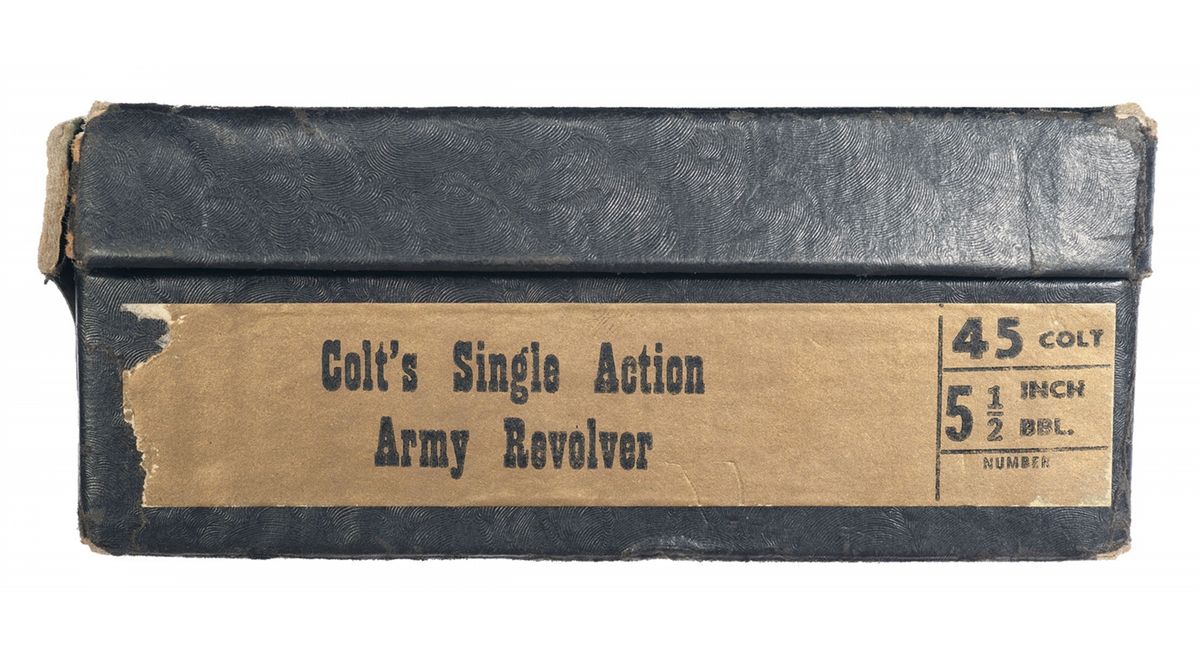 Colt's Single Action
Army Revolver
45 COLT
5 1/2 INCH
BBL.
NUMBER